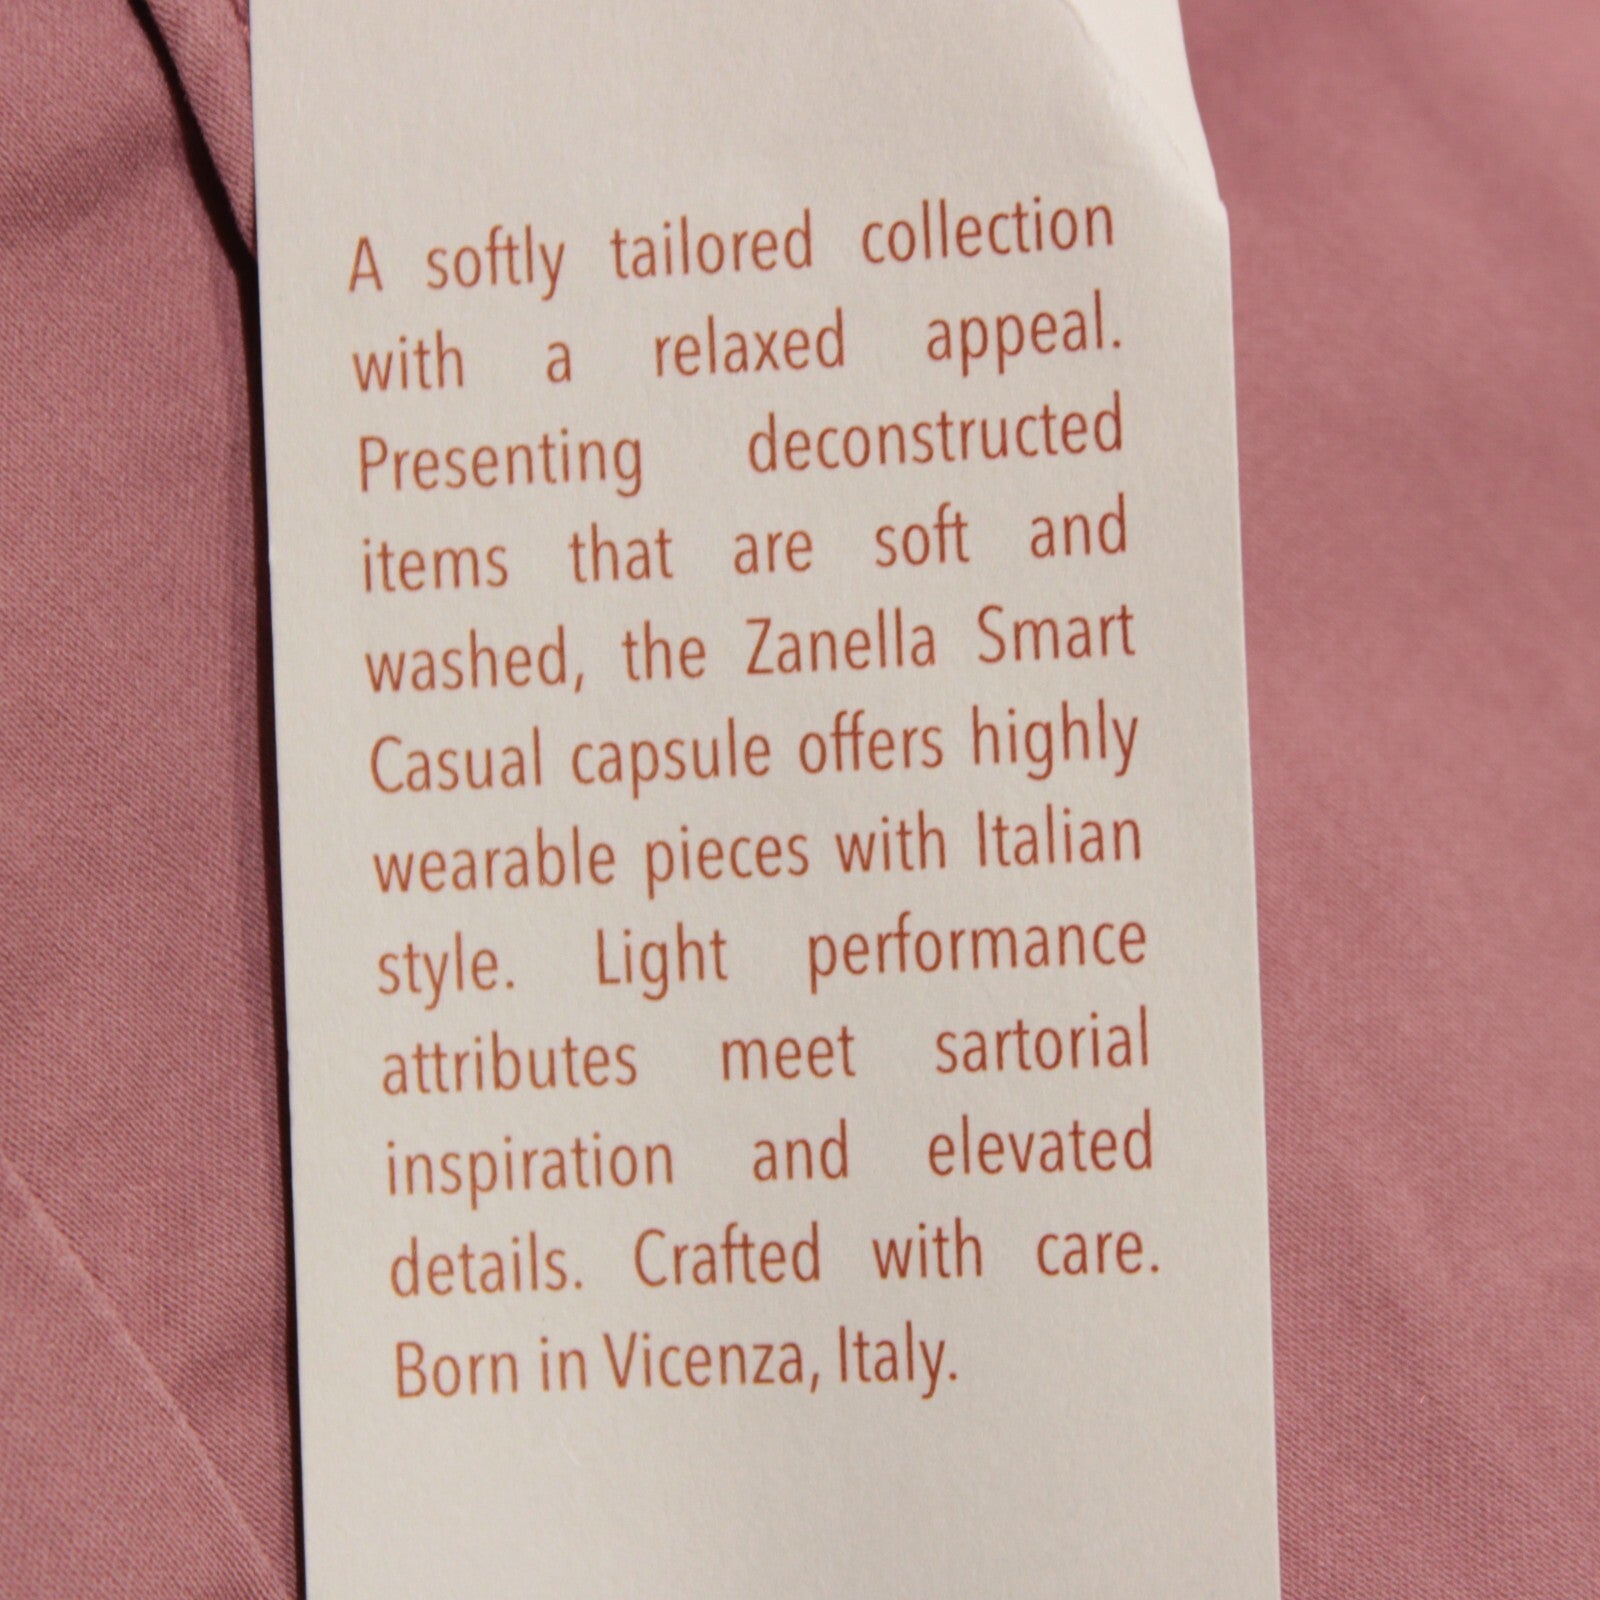 A softly tailored collection
with a relaxed appeal.
Presenting deconstructed
items that are soft and
washed, the Zanella Smart
Casual capsule offers highly
wearable pieces with Italian
style. Light performance
attributes meet sartorial
inspiration and elevated
details. Crafted with care.
Born in Vicenza, Italy.